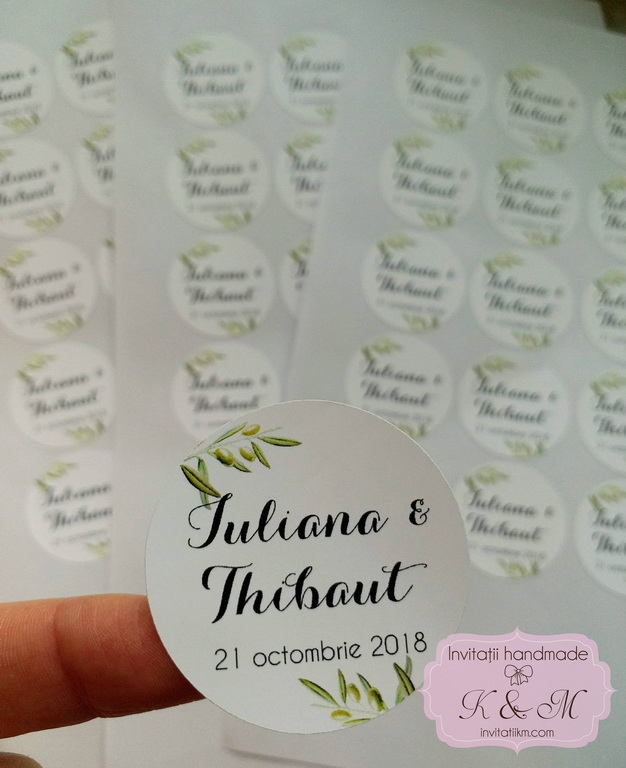 Iuliana &
Thibaut
21 octombrie 2018
Invitații handmade
K & M
invitatiikm.com